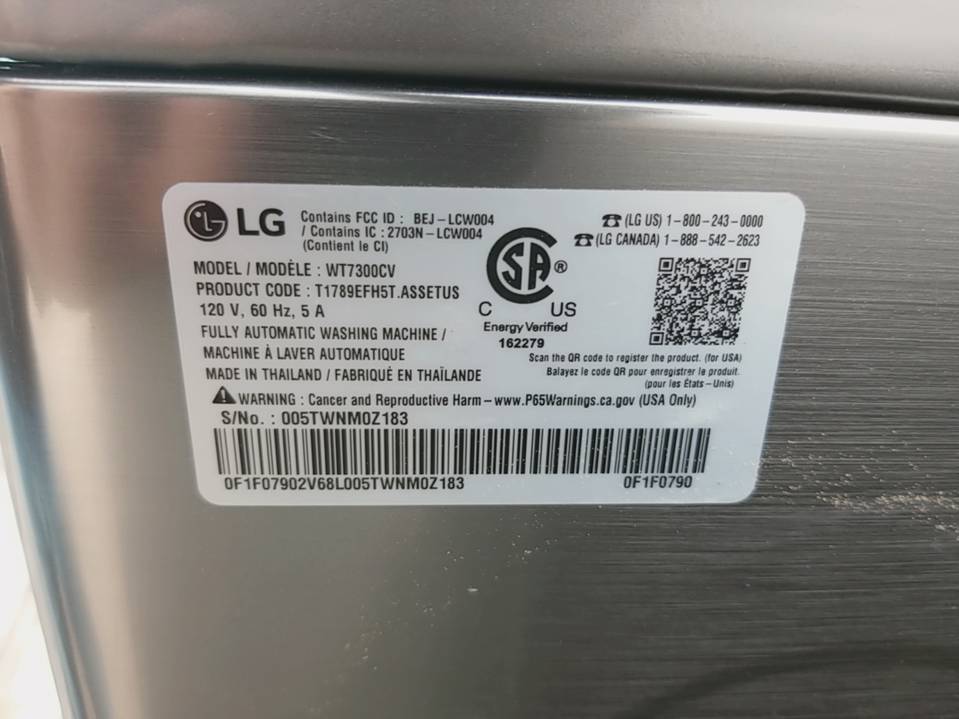 LG
Contains FCC ID : BEJ-LCW004
/ Contains IC : 2703N-LCW004
(Contient le CI)
MODEL / MODÈLE : WT7300CV
PRODUCT CODE : T1789EFH5T.ASSETUS
120 V, 60 Hz, 5 A
FULLY AUTOMATIC WASHING MACHINE /
MACHINE À LAVER AUTOMATIQUE
MADE IN THAILAND / FABRIQUÉ EN THAÏLANDE
SA ®
C US
Energy Verified
162279
(LG US) 1-800-243-0000
(LG CANADA) 1-888-542-2623
Scan the QR code to register the product. (for USA)
Balayez le code QR pour enregistrer le produit.
(pour les États-Unis)
WARNING : Cancer and Reproductive Harm - www.P65Warnings.ca.gov (USA Only)
S/No. : 005TWNM0Z183
0F1F07902V68L005TWNM0Z183 0F1F0790